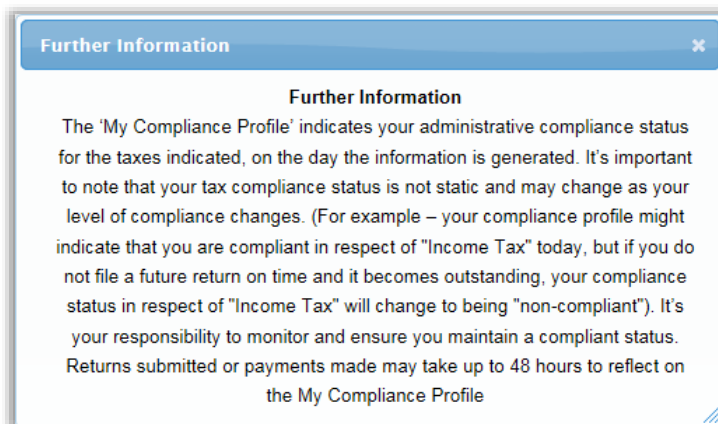 Further Information
Further Information
The ‘My Compliance Profile’ indicates your administrative compliance status
for the taxes indicated, on the day the information is generated. It’s important
to note that your tax compliance status is not static and may change as your
level of compliance changes. (For example – your compliance profile might
indicate that you are compliant in respect of "Income Tax" today, but if you do
not file a future return on time and it becomes outstanding, your compliance
status in respect of "Income Tax" will change to being "non-compliant"). It’s
your responsibility to monitor and ensure you maintain a compliant status.
Returns submitted or payments made may take up to 48 hours to reflect on
the My Compliance Profile